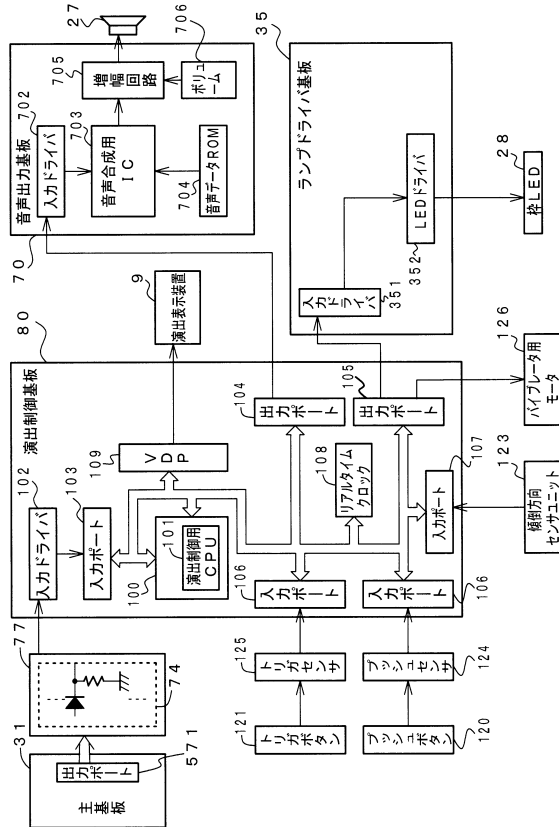 主基板
31
出力ポート
571
77
74
演出制御基板
80
102
入力ドライバ
103
入力ポート
109
VDP
100
101
演出制御用
CPU
9
演出表示装置
104
出力ポート
105
出力ポート
108
リアルタイム
クロック
106
入力ポート
106
入力ポート
107
入力ポート
121
トリガボタン
125
トリガセンサ
120
プッシュボタン
124
プッシュセンサ
123
傾倒方向
センサユニット
126
バイブレータ用
モータ
70
音声出力基板
702
入力ドライバ
703
音声合成用
IC
704
音声データROM
705
増幅回路
706
ボリュ
ーム
27
35
ランプドライバ基板
入力
ドライバ
351
LEDドライバ
352
28
枠LED